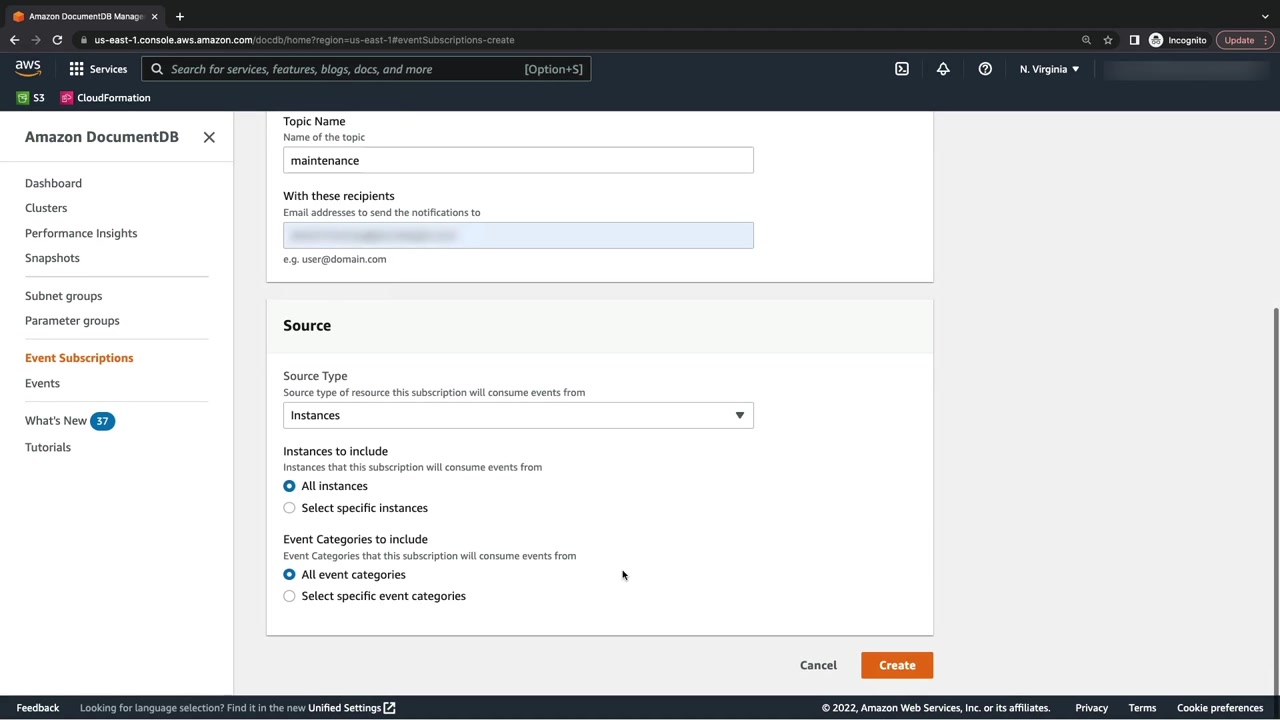 Amazon DocumentDB Manage
us-east-1.console.aws.amazon.com/docdb/home?region=us-east-1#eventSubscriptions-create
Incognito
Update
aws
Services
Search for services, features, blogs, docs, and more
[Option+S]
N. Virginia
S3
CloudFormation
Amazon DocumentDB
Dashboard
Clusters
Performance Insights
Snapshots
Subnet groups
Parameter groups
Event Subscriptions
Events
What's New 37
Tutorials
Topic Name
Name of the topic
maintenance
With these recipients
Email addresses to send the notifications to
e.g. user@domain.com
Source
Source Type
Source type of resource this subscription will consume events from
Instances
Instances to include
Instances that this subscription will consume events from
All instances
Select specific instances
Event Categories to include
Event Categories that this subscription will consume events from
All event categories
Select specific event categories
Cancel
Create
Feedback
Looking for language selection? Find it in the new Unified Settings
© 2022, Amazon Web Services, Inc. or its affiliates.
Privacy
Terms
Cookie preferences